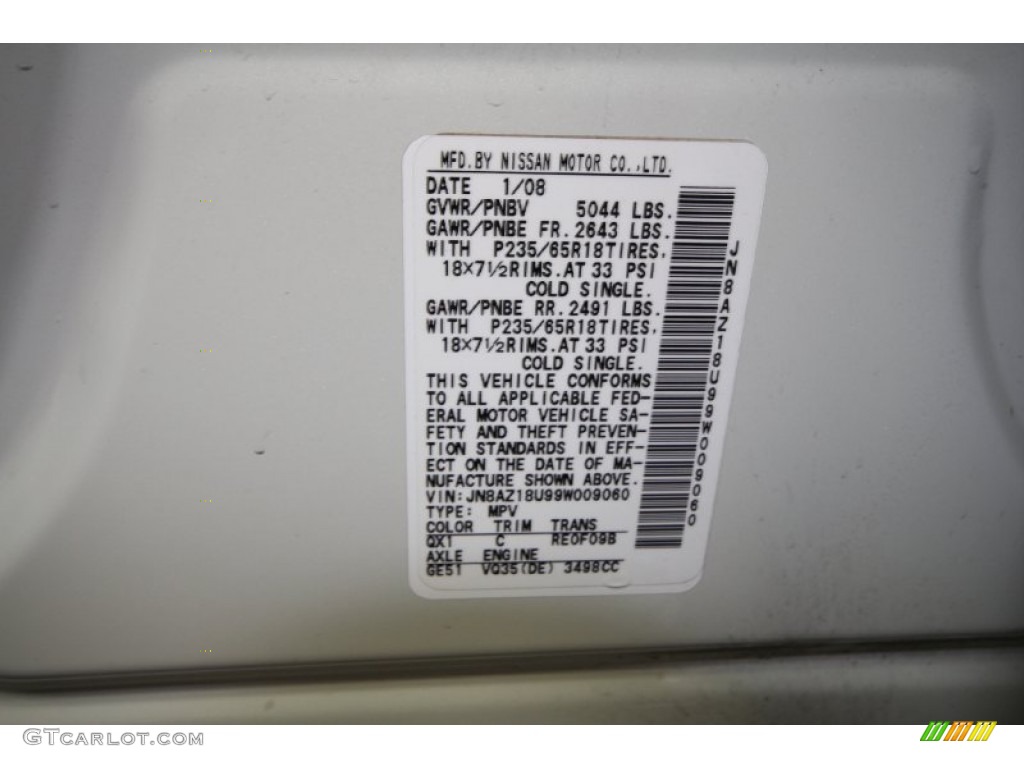 MFD.BY NISSAN MOTOR CO.,LTD.
DATE 1/08
GVWR/PNBV 5044 LBS.
GAWR/PNBE FR. 2643 LBS.
WITH P235/65R18TIRES,
18×7½RIMS.AT 33 PSI
COLD SINGLE.
GAWR/PNBE RR. 2491 LBS.
WITH P235/65R18TIRES,
18×7½RIMS.AT 33 PSI
COLD SINGLE.
THIS VEHICLE CONFORMS
TO ALL APPLICABLE FED-
ERAL MOTOR VEHICLE SA-
FETY AND THEFT PREVEN-
TION STANDARDS IN EFF-
ECT ON THE DATE OF MA-
NUFACTURE SHOWN ABOVE.
VIN:JN8AZ18U99W009060
TYPE: MPV
COLOR TRIM TRANS
QX1 C RE0F09B
AXLE ENGINE
GE51 VQ35(DE) 3498CC
JN8AZ18U99W009060
GTCARLOT.COM